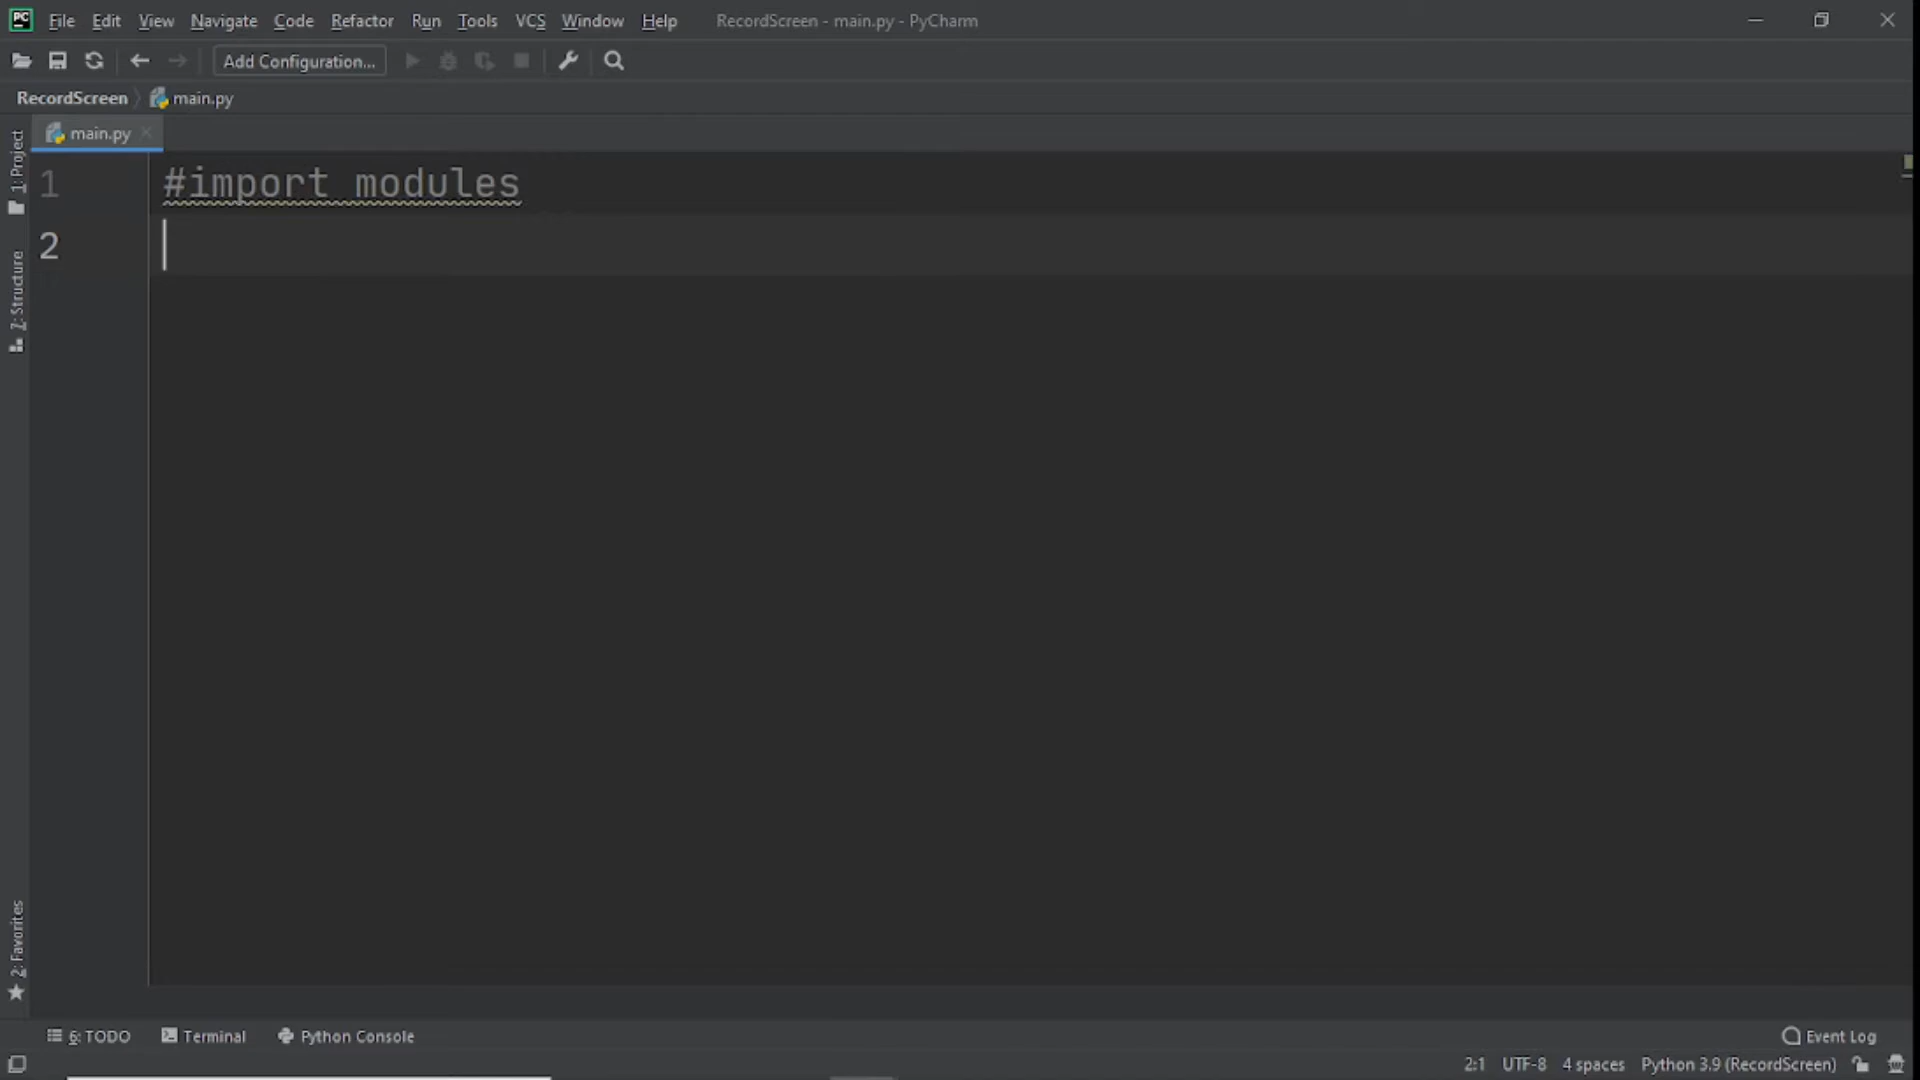 PC File Edit View Navigate Code Refactor Run Tools VCS Window Help RecordScreen - main.py - PyCharm
Add Configuration...
RecordScreen main.py
main.py
1: Project
7: Structure
2: Favorites
1 #import modules
2
6: TODO Terminal Python Console Event Log
2:1 UTF-8 4 spaces Python 3.9 (RecordScreen)